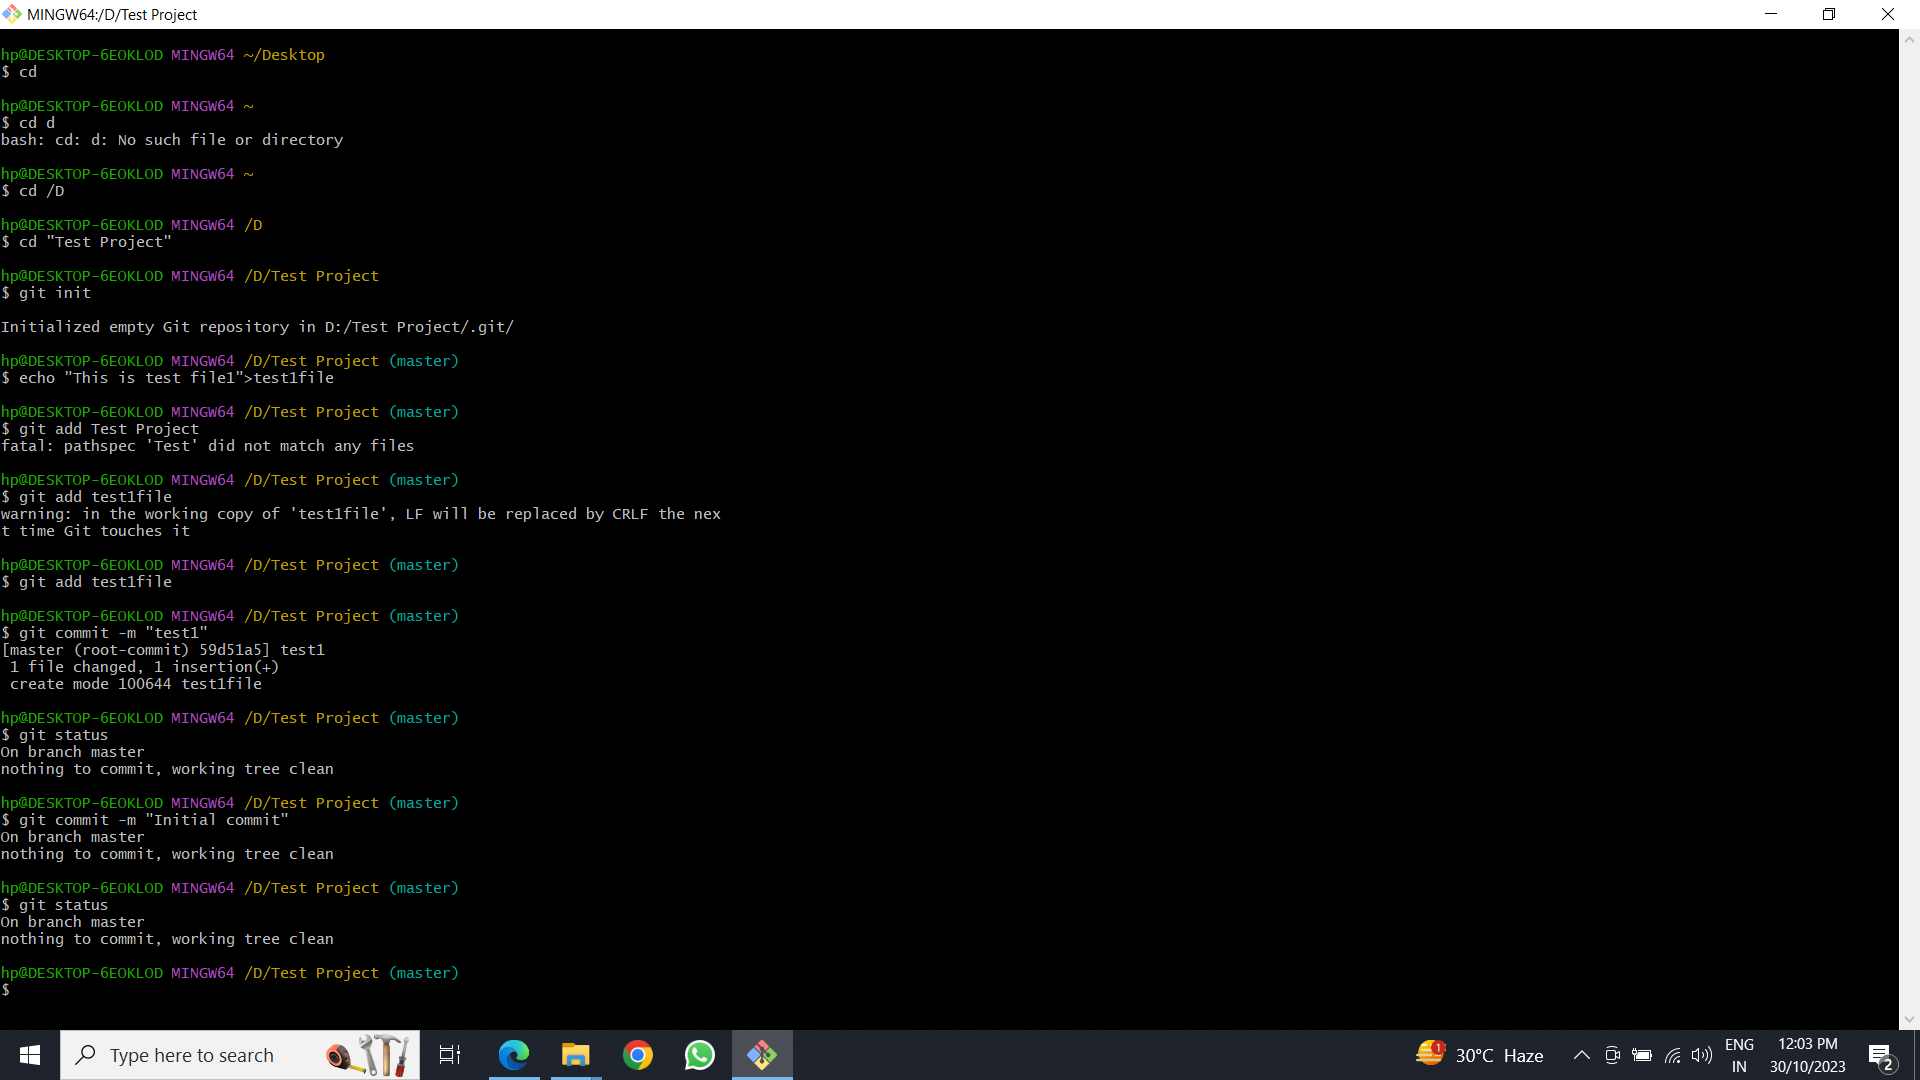 MINGW64:/D/Test Project
hp@DESKTOP-6EOKLOD MINGW64 ~/Desktop
$ cd
hp@DESKTOP-6EOKLOD MINGW64 ~
$ cd d
bash: cd: d: No such file or directory
hp@DESKTOP-6EOKLOD MINGW64 ~
$ cd /D
hp@DESKTOP-6EOKLOD MINGW64 /D
$ cd "Test Project"
hp@DESKTOP-6EOKLOD MINGW64 /D/Test Project
$ git init
Initialized empty Git repository in D:/Test Project/.git/
hp@DESKTOP-6EOKLOD MINGW64 /D/Test Project (master)
$ echo "This is test file1">test1file
hp@DESKTOP-6EOKLOD MINGW64 /D/Test Project (master)
$ git add Test Project
fatal: pathspec 'Test' did not match any files
hp@DESKTOP-6EOKLOD MINGW64 /D/Test Project (master)
$ git add test1file
warning: in the working copy of 'test1file', LF will be replaced by CRLF the nex
t time Git touches it
hp@DESKTOP-6EOKLOD MINGW64 /D/Test Project (master)
$ git add test1file
hp@DESKTOP-6EOKLOD MINGW64 /D/Test Project (master)
$ git commit -m "test1"
[master (root-commit) 59d51a5] test1
1 file changed, 1 insertion(+)
create mode 100644 test1file
hp@DESKTOP-6EOKLOD MINGW64 /D/Test Project (master)
$ git status
On branch master
nothing to commit, working tree clean
hp@DESKTOP-6EOKLOD MINGW64 /D/Test Project (master)
$ git commit -m "Initial commit"
On branch master
nothing to commit, working tree clean
hp@DESKTOP-6EOKLOD MINGW64 /D/Test Project (master)
$ git status
On branch master
nothing to commit, working tree clean
hp@DESKTOP-6EOKLOD MINGW64 /D/Test Project (master)
$
Type here to search
1
30°C Haze
ENG
IN
12:03 PM
30/10/2023
2